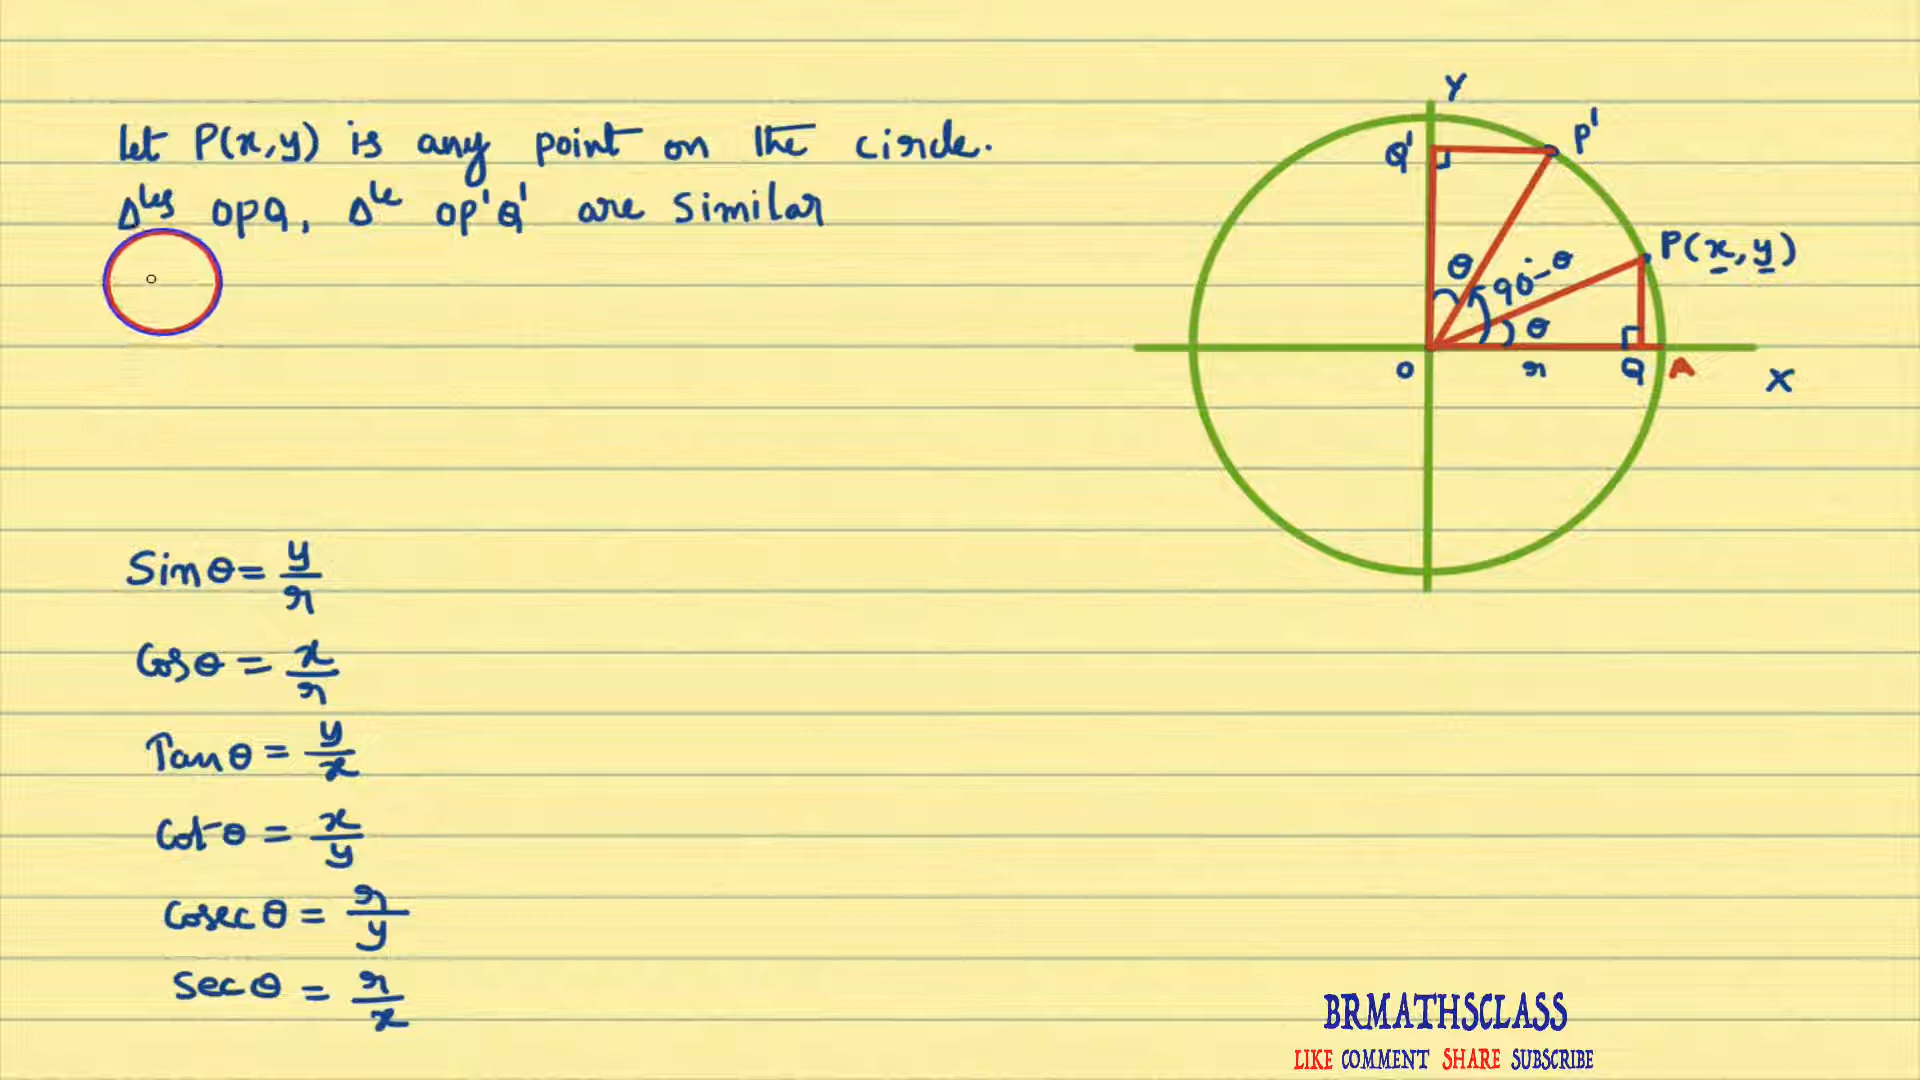 Let P(x,y) is any point on the circle.
Δles OPQ, Δle OP'Q' are similar
Y
Q'
P'
P(x,y)
θ
90°-θ
θ
O
r
Q
A
X
Sinθ = y/r
Cosθ = x/r
Tanθ = y/x
Cotθ = x/y
Cosecθ = r/y
Secθ = r/x
BRMATHSCLASS
LIKE COMMENT SHARE SUBSCRIBE